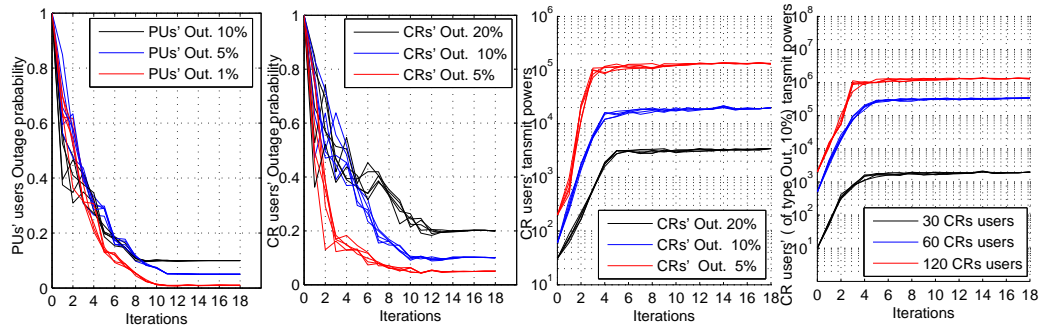 PUs users Outage prabability
1
0.8
0.6
0.4
0.2
0
0 2 4 6 8 10 12 14 16 18
Iterations
PUs' Out. 10%
PUs' Out. 5%
PUs' Out. 1%
CR users' Outage probability
1
0.8
0.6
0.4
0.2
0
0 2 4 6 8 10 12 14 16 18
Iterations
CRs' Out. 20%
CRs' Out. 10%
CRs' Out. 5%
CR users' tansmit powers
10^6
10^5
10^4
10^3
10^2
10^1
0 2 4 6 8 10 12 14 16 18
Iterations
CRs' Out. 20%
CRs' Out. 10%
CRs' Out. 5%
CR users' ( of type Out. 10%) tansmit powers
10^8
10^7
10^6
10^5
10^4
10^3
10^2
10^1
0 2 4 6 8 10 12 14 16 18
Iterations
30 CRs users
60 CRs users
120 CRs users